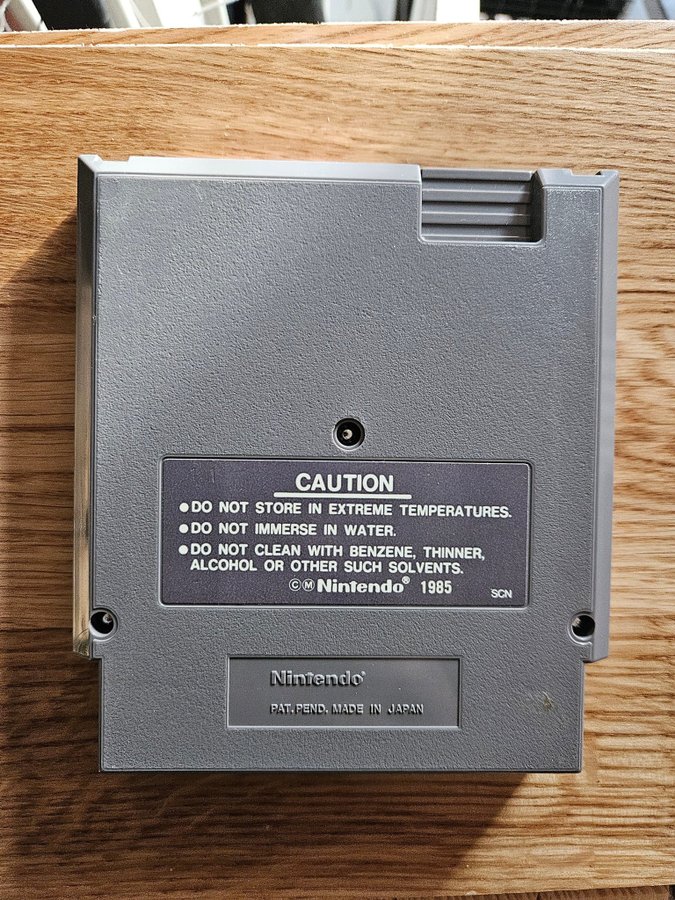 CAUTION
●DO NOT STORE IN EXTREME TEMPERATURES.
●DO NOT IMMERSE IN WATER.
●DO NOT CLEAN WITH BENZENE, THINNER,
ALCOHOL OR OTHER SUCH SOLVENTS.
ⒸⓂNintendo® 1985
SCN
Nintendo®
PAT. PEND. MADE IN JAPAN